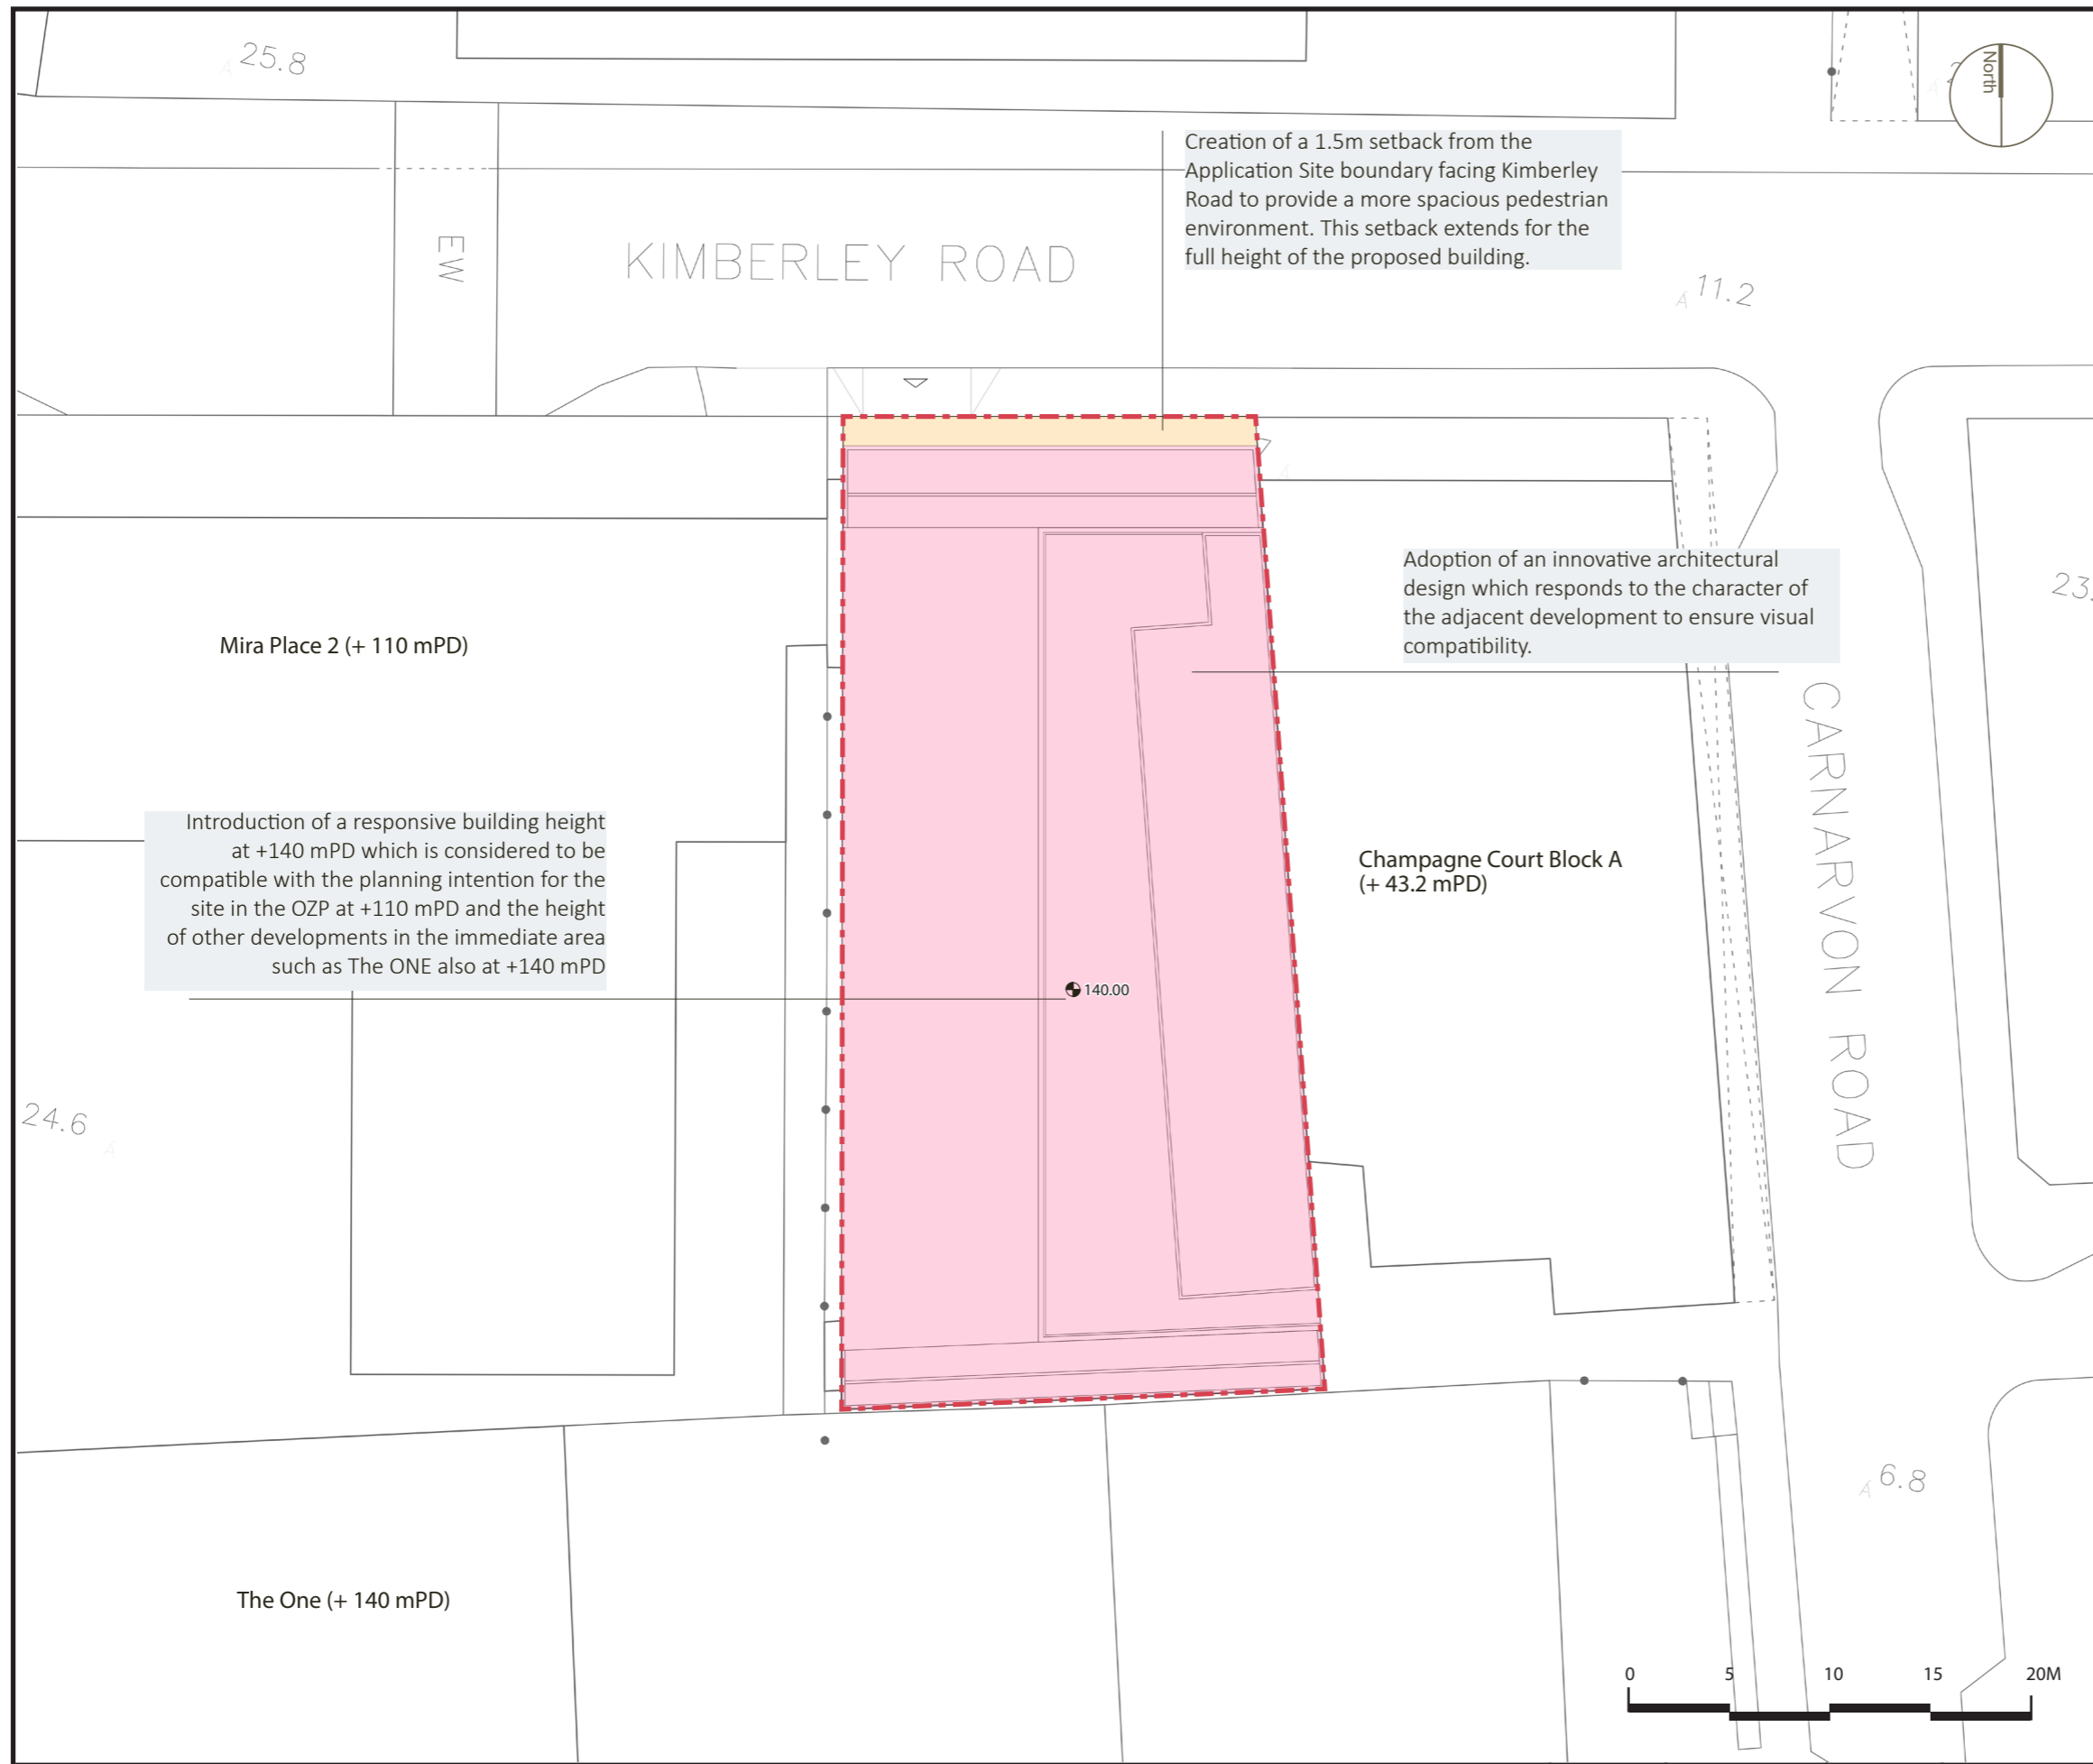 25.8
North
Creation of a 1.5m setback from the
Application Site boundary facing Kimberley
Road to provide a more spacious pedestrian
environment. This setback extends for the
full height of the proposed building.
EW
KIMBERLEY ROAD
11.2
Adoption of an innovative architectural
design which responds to the character of
the adjacent development to ensure visual
compatibility.
23.
Mira Place 2 (+ 110 mPD)
CARNARVON ROAD
Introduction of a responsive building height
at +140 mPD which is considered to be
compatible with the planning intention for the
site in the OZP at +110 mPD and the height
of other developments in the immediate area
such as The ONE also at +140 mPD
Champagne Court Block A
(+ 43.2 mPD)
140.00
24.6
6.8
The One (+ 140 mPD)
0 5 10 15 20M